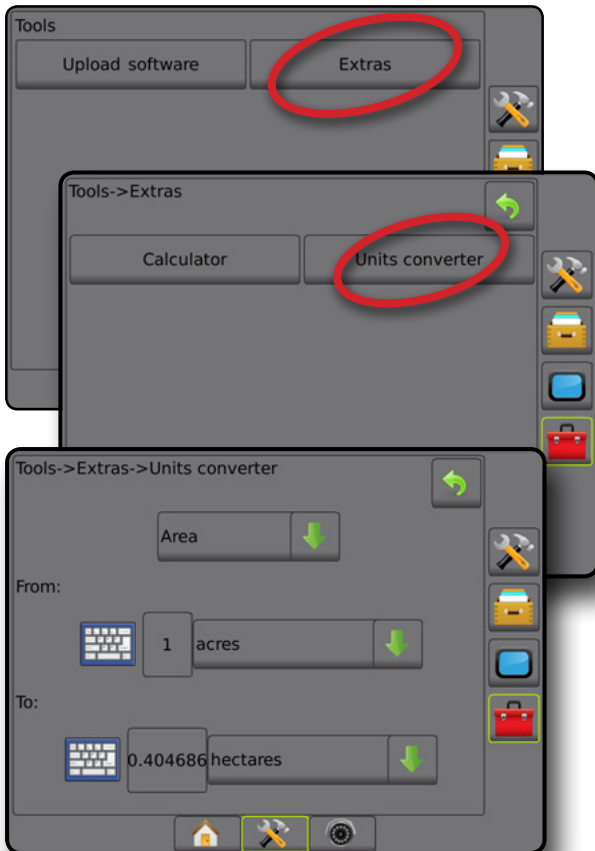 Tools
Upload software Extras
Tools->Extras
Calculator Units converter
Tools->Extras->Units converter
Area
From:
1 acres
To:
0.404686 hectares